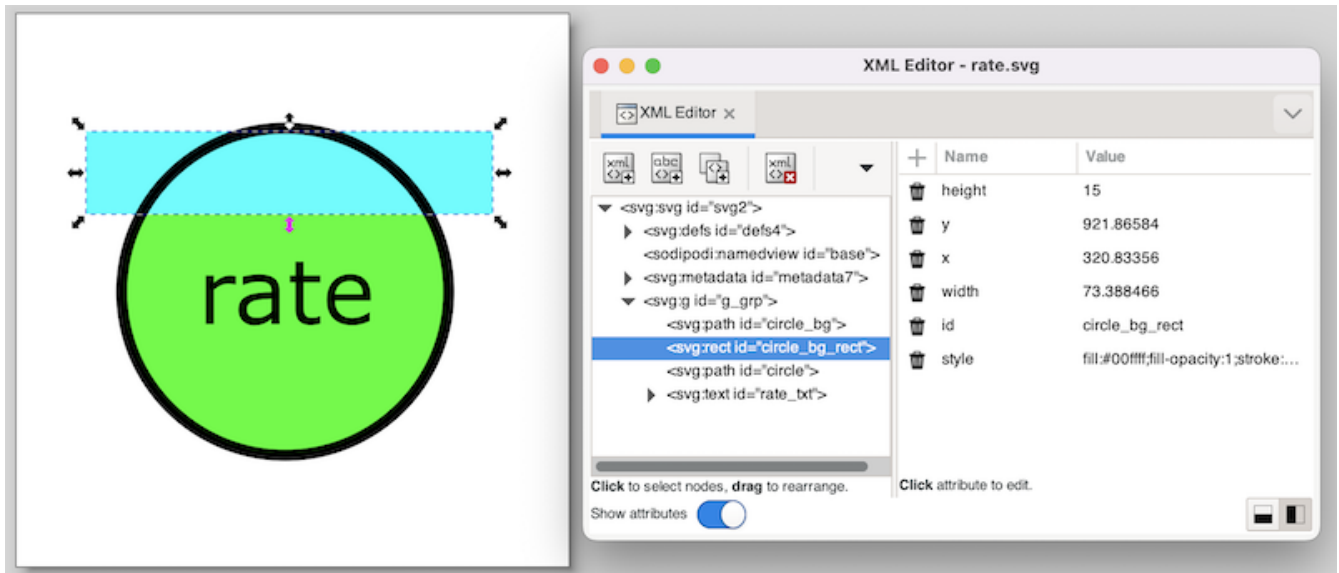 rate
XML Editor - rate.svg
XML Editor
xml
abc
xml
Name Value
height 15
y 921.86584
x 320.83356
width 73.388466
id circle_bg_rect
style fill:#00ffff;fill-opacity:1;stroke:...
<svg:svg id="svg2">
<svg:defs id="defs4">
<sodipodi:namedview id="base">
<svg:metadata id="metadata7">
<svg:g id="g_grp">
<svg:path id="circle_bg">
<svg:rect id="circle_bg_rect">
<svg:path id="circle">
<svg:text id="rate_txt">
Click to select nodes, drag to rearrange.
Click attribute to edit.
Show attributes